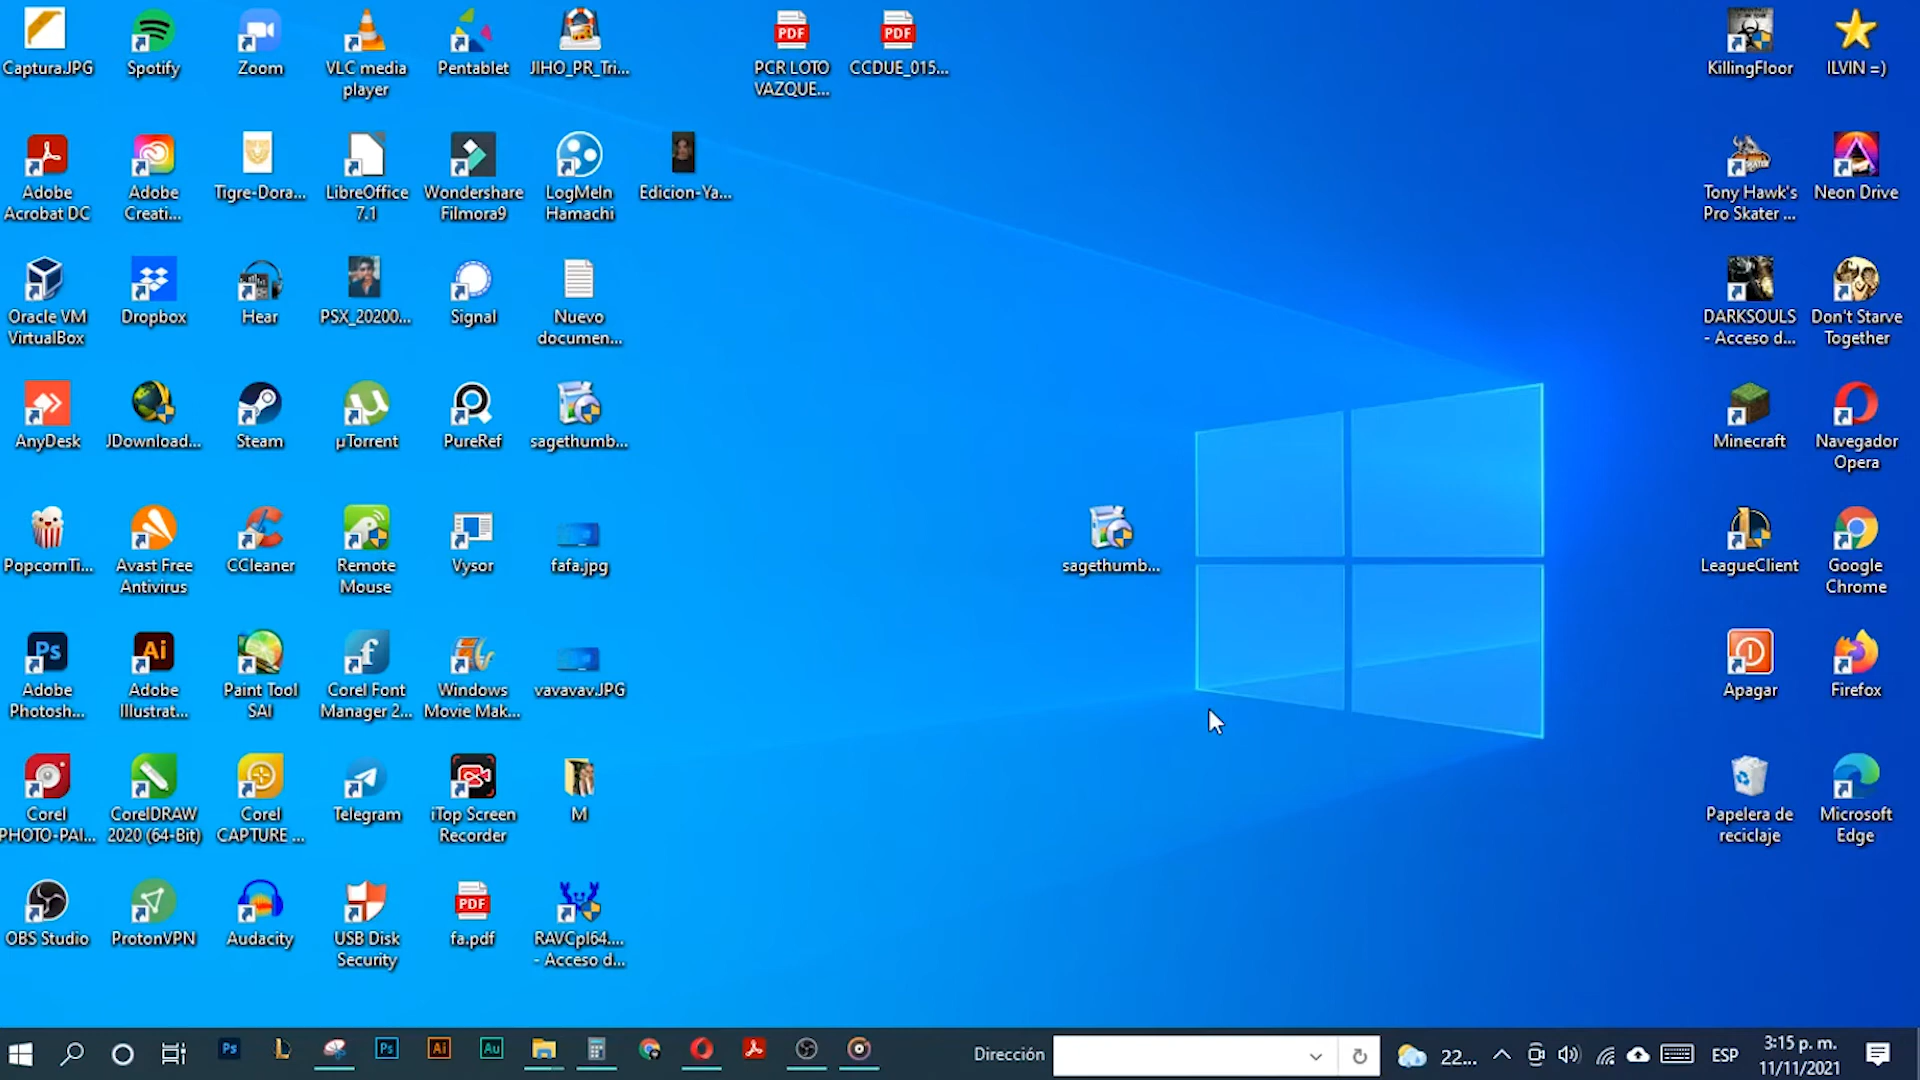 Captura.JPG
Spotify
Zoom
VLC media
player
Pentablet
JIHO_PR_Tri...
PCR LOTO
VAZQUE...
CCDUE_015...
KillingFloor
ILVIN =)
Adobe
Acrobat DC
Adobe
Creati...
Tigre-Dora...
LibreOffice
7.1
Wondershare
Filmora9
LogMeIn
Hamachi
Edicion-Ya...
Tony Hawk's
Pro Skater ...
Neon Drive
Oracle VM
VirtualBox
Dropbox
Hear
PSX_20200...
Signal
Nuevo
documen...
DARKSOULS
- Acceso d...
Don't Starve
Together
AnyDesk
JDownload...
Steam
µTorrent
PureRef
sagethumb...
Minecraft
Navegador
Opera
PopcornTi...
Avast Free
Antivirus
CCleaner
Remote
Mouse
Vysor
fafa.jpg
sagethumb...
LeagueClient
Google
Chrome
Adobe
Photosh...
Adobe
Illustrat...
Paint Tool
SAI
Corel Font
Manager 2...
Windows
Movie Mak...
vavavav.JPG
Apagar
Firefox
Corel
PHOTO-PAI...
CorelDRAW
2020 (64-Bit)
Corel
CAPTURE ...
Telegram
iTop Screen
Recorder
M
Papelera de
reciclaje
Microsoft
Edge
OBS Studio
ProtonVPN
Audacity
USB Disk
Security
fa.pdf
RAVCpl64....
- Acceso d...
Dirección
22...
ESP
3:15 p. m.
11/11/2021